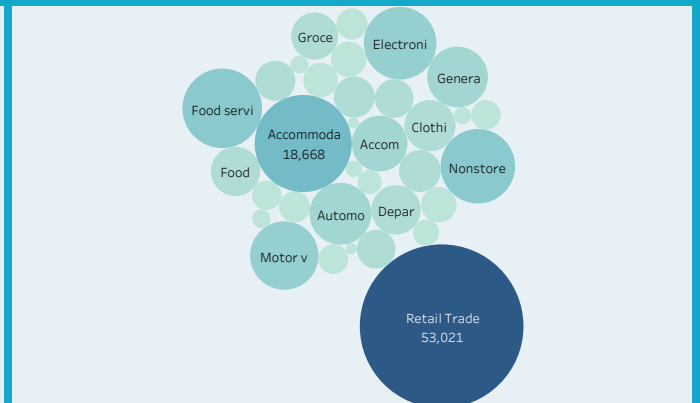 Groce
Electroni
Genera
Food servi
Accommoda
18,668
Clothi
Accom
Nonstore
Food
Automo
Depar
Motor v
Retail Trade
53,021